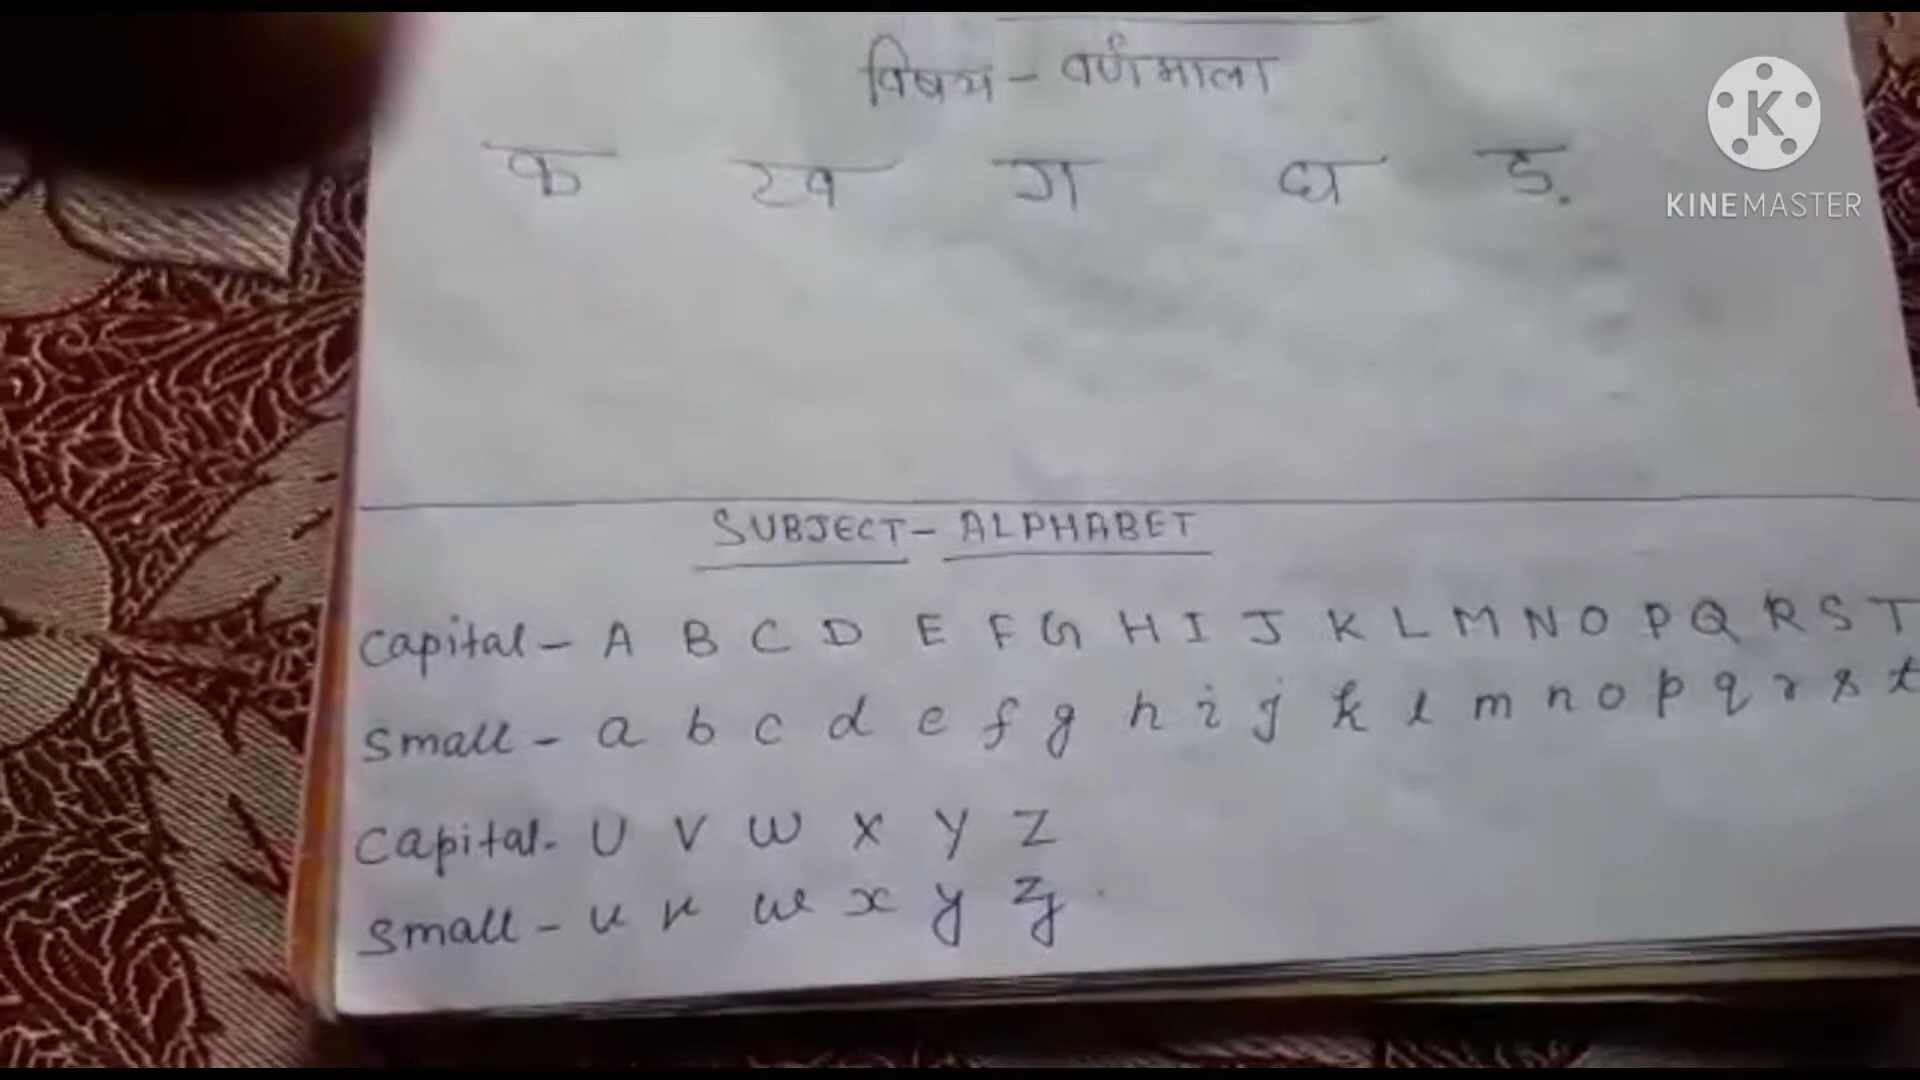 विषय - वर्णमाला
क ख ग घ ङ
K
KINEMASTER
SUBJECT - ALPHABET
Capital - A B C D E F G H I J K L M N O P Q R S T
Small - a b c d e f g h i j k l m n o p q r s t
Capital - U V W X Y Z
Small - u v w x y z